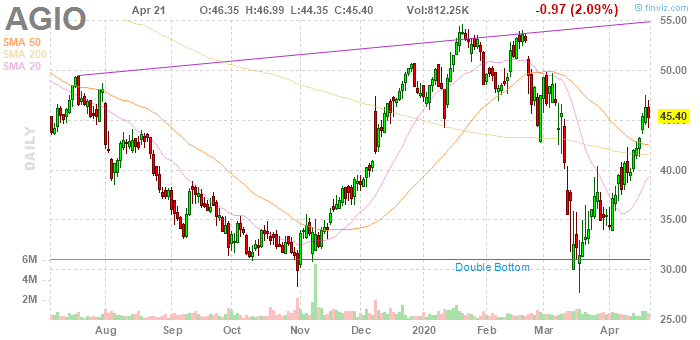 AGIO
Apr 21 O:46.35 H:46.99 L:44.35 C:45.40 Vol:812.25K -0.97 (2.09%)
© finviz.com
SMA 50
SMA 200
SMA 20
DAILY
55.00
50.00
45.00
45.40
40.00
35.00
30.00
25.00
6M
4M
2M
Double Bottom
Aug Sep Oct Nov Dec 2020 Feb Mar Apr